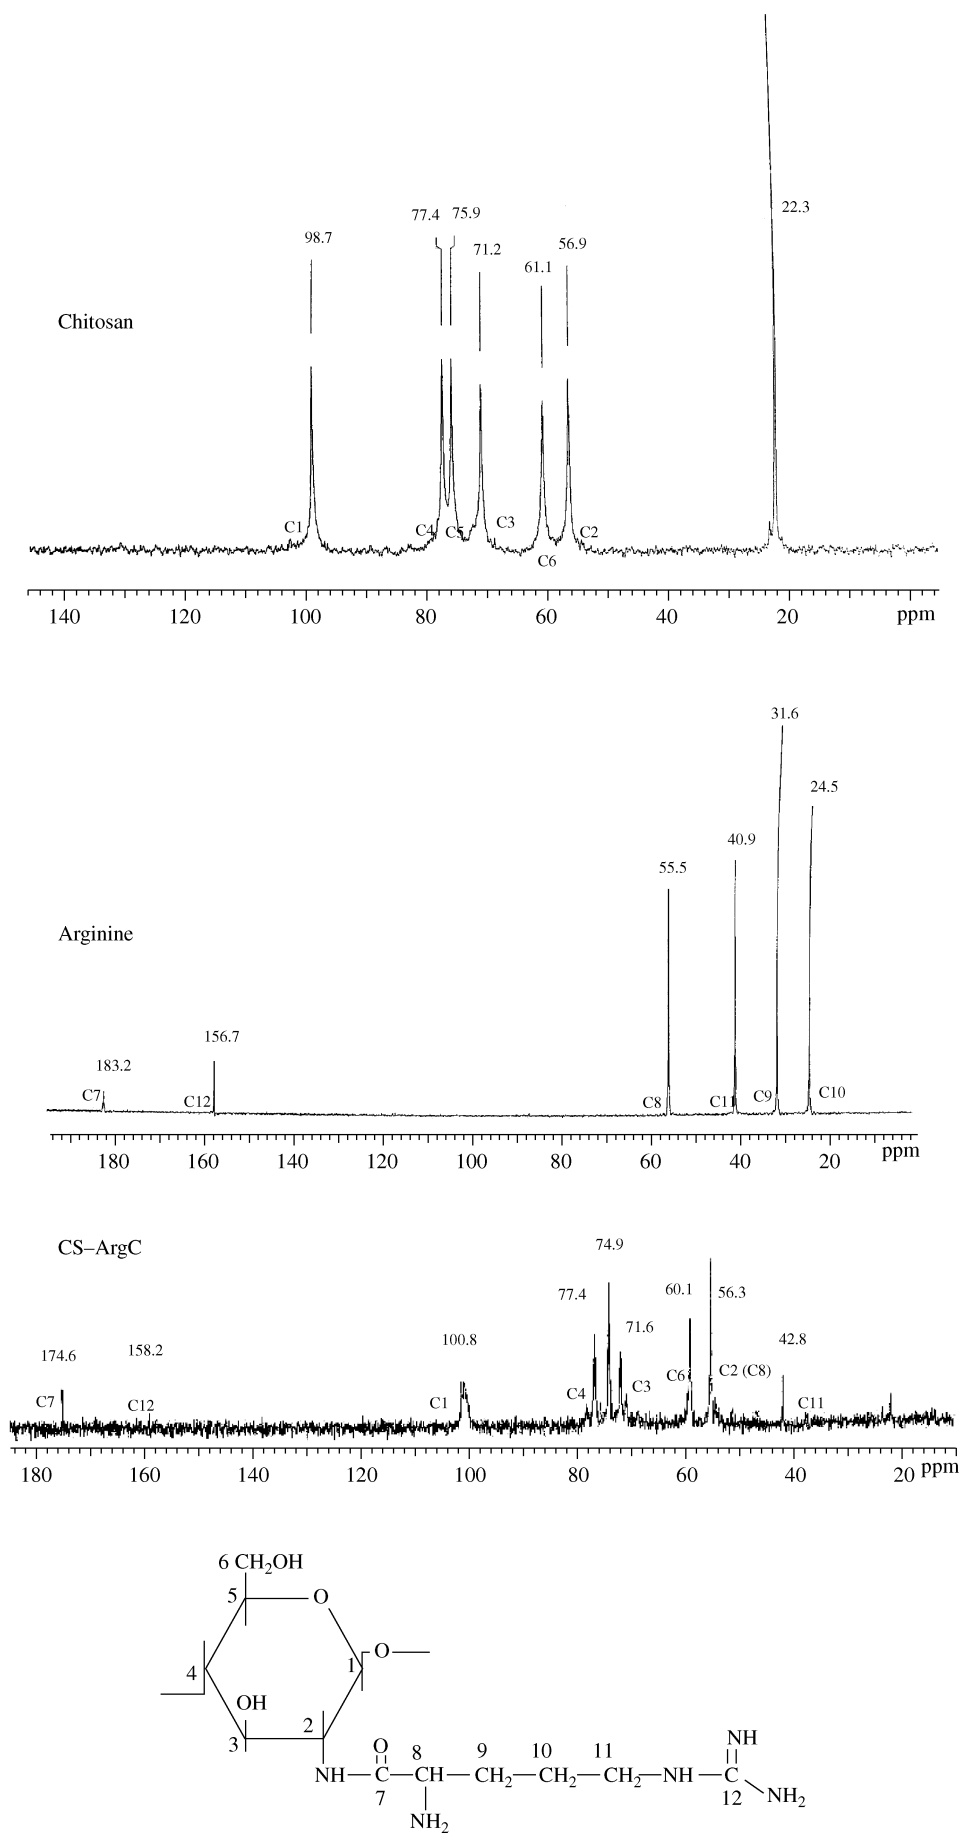 22.3
77.4 75.9
98.7
71.2
56.9
61.1
Chitosan
C1
C4 C5 C3
C2
C6
140 120 100 80 60 40 20 ppm
31.6
24.5
40.9
55.5
Arginine
156.7
183.2
C7
C12
C8 C11 C9 C10
180 160 140 120 100 80 60 40 20 ppm
CS–ArgC
74.9
77.4
60.1
56.3
71.6
42.8
100.8
158.2
174.6
C7
C12
C1
C4
C3
C6
C2 (C8)
C11
180 160 140 120 100 80 60 40 20 ppm
6 CH2OH
5 O
4 1 O
OH
3 2
NH
O
C
7
8
CH
NH2
9 10 11
CH2 CH2 CH2 NH C
NH
12 NH2